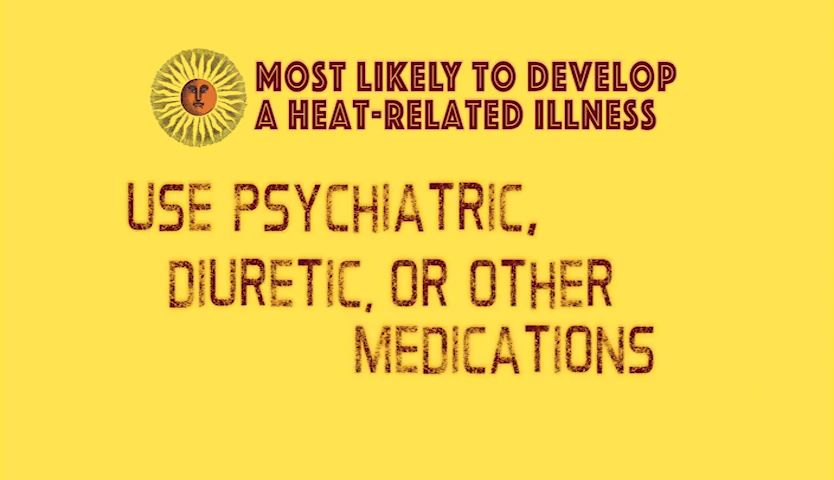 MOST LIKELY TO DEVELOP
A HEAT-RELATED ILLNESS
USE PSYCHIATRIC,
DIURETIC, OR OTHER
MEDICATIONS